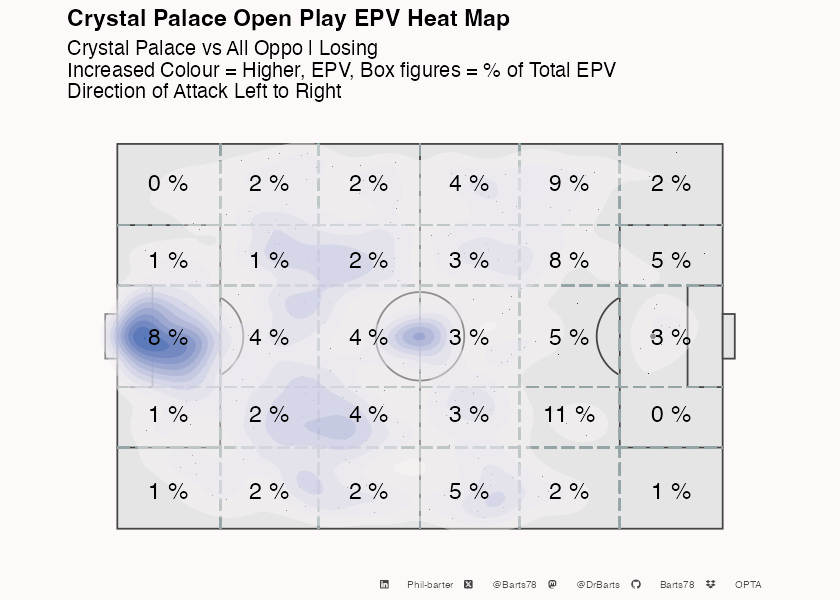 Crystal Palace Open Play EPV Heat Map
Crystal Palace vs All Oppo I Losing
Increased Colour = Higher, EPV, Box figures = % of Total EPV
Direction of Attack Left to Right
0 % 2 % 2 % 4 % 9 % 2 %
1 % 1 % 2 % 3 % 8 % 5 %
8 % 4 % 4 % 3 % 5 % 3 %
1 % 2 % 4 % 3 % 11 % 0 %
1 % 2 % 2 % 5 % 2 % 1 %
Phil-barter @Barts78 @DrBarts Barts78 OPTA